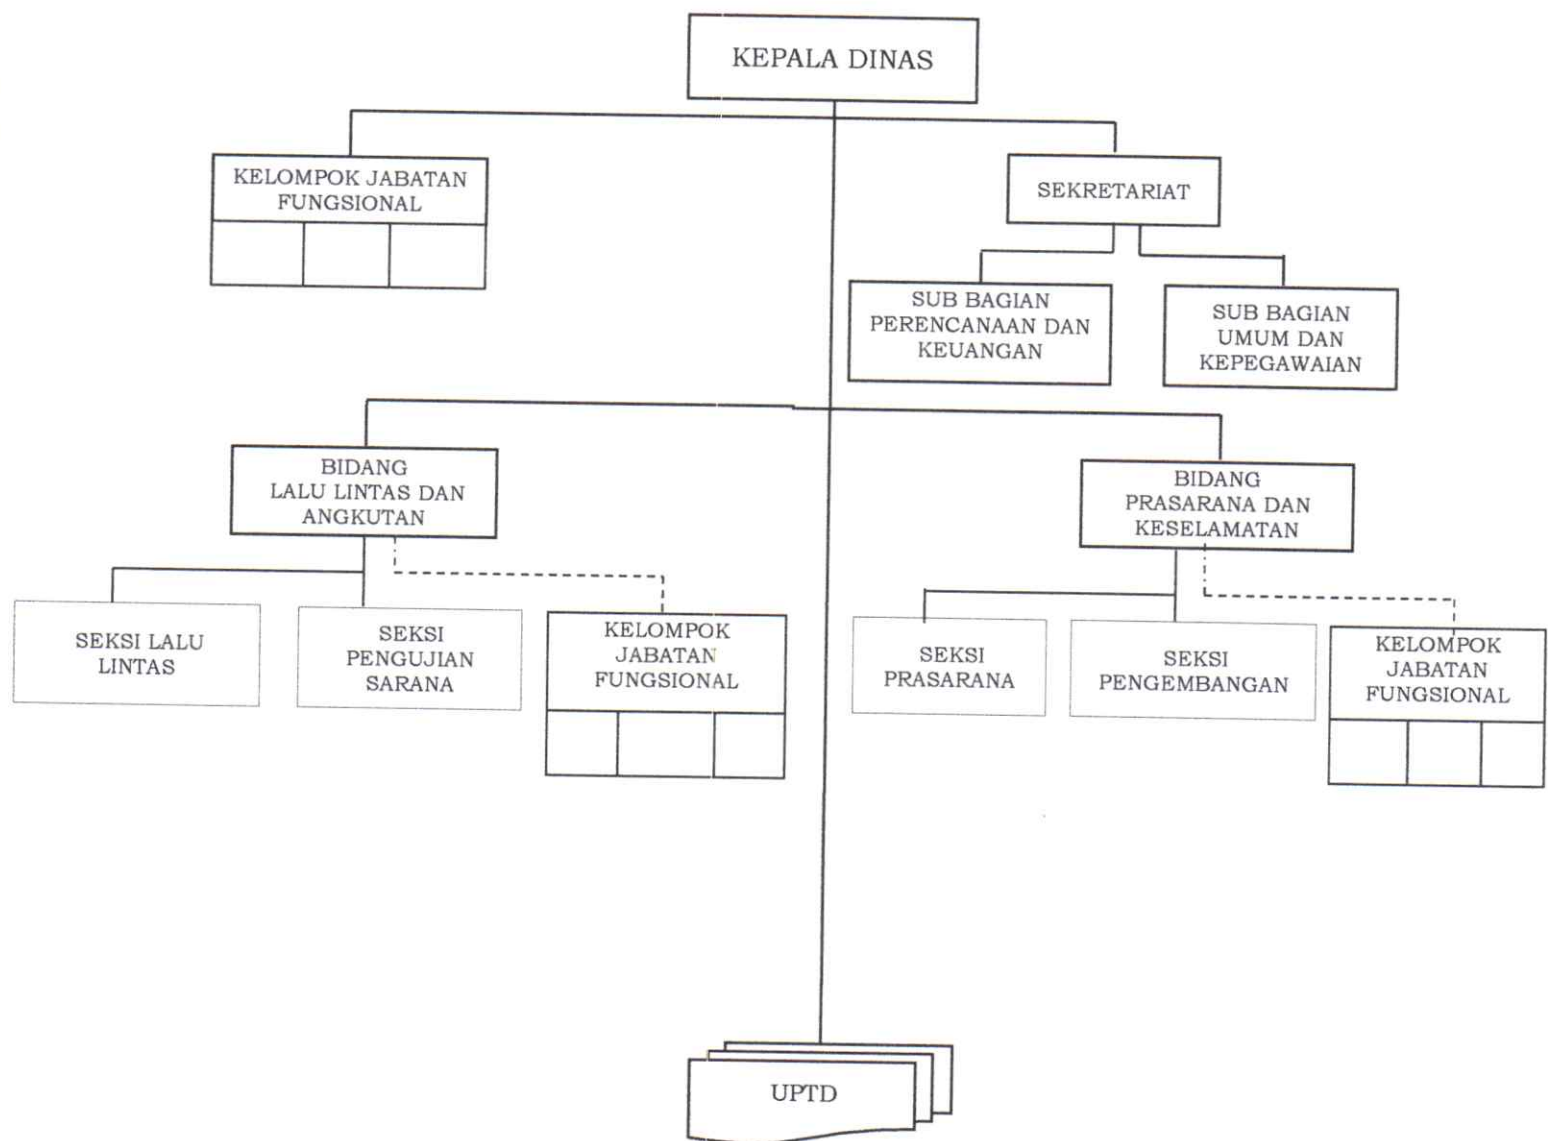 KEPALA DINAS
KELOMPOK JABATAN
FUNGSIONAL
SEKRETARIAT
SUB BAGIAN
PERENCANAAN DAN
KEUANGAN
SUB BAGIAN
UMUM DAN
KEPEGAWAIAN
BIDANG
LALU LINTAS DAN
ANGKUTAN
BIDANG
PRASARANA DAN
KESELAMATAN
SEKSI LALU
LINTAS
SEKSI
PENGUJIAN
SARANA
KELOMPOK
JABATAN
FUNGSIONAL
SEKSI
PRASARANA
SEKSI
PENGEMBANGAN
KELOMPOK
JABATAN
FUNGSIONAL
UPTD